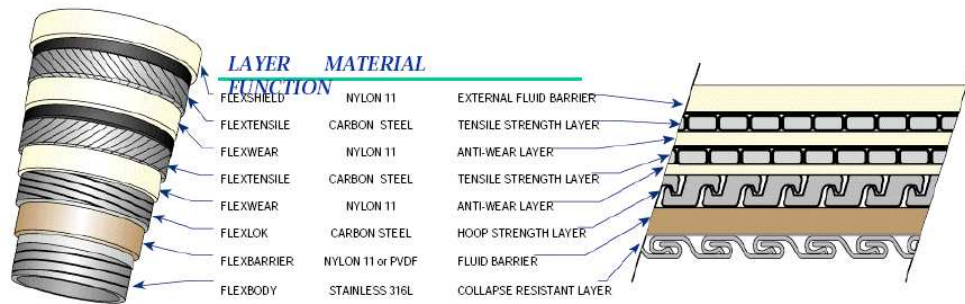 LAYER MATERIAL
FUNCTION
FLEXSHIELD NYLON 11 EXTERNAL FLUID BARRIER
FLEXTENSILE CARBON STEEL TENSILE STRENGTH LAYER
FLEXWEAR NYLON 11 ANTI-WEAR LAYER
FLEXTENSILE CARBON STEEL TENSILE STRENGTH LAYER
FLEXWEAR NYLON 11 ANTI-WEAR LAYER
FLEXLOK CARBON STEEL HOOP STRENGTH LAYER
FLEXBARRIER NYLON 11 or PVDF FLUID BARRIER
FLEXBODY STAINLESS 316L COLLAPSE RESISTANT LAYER